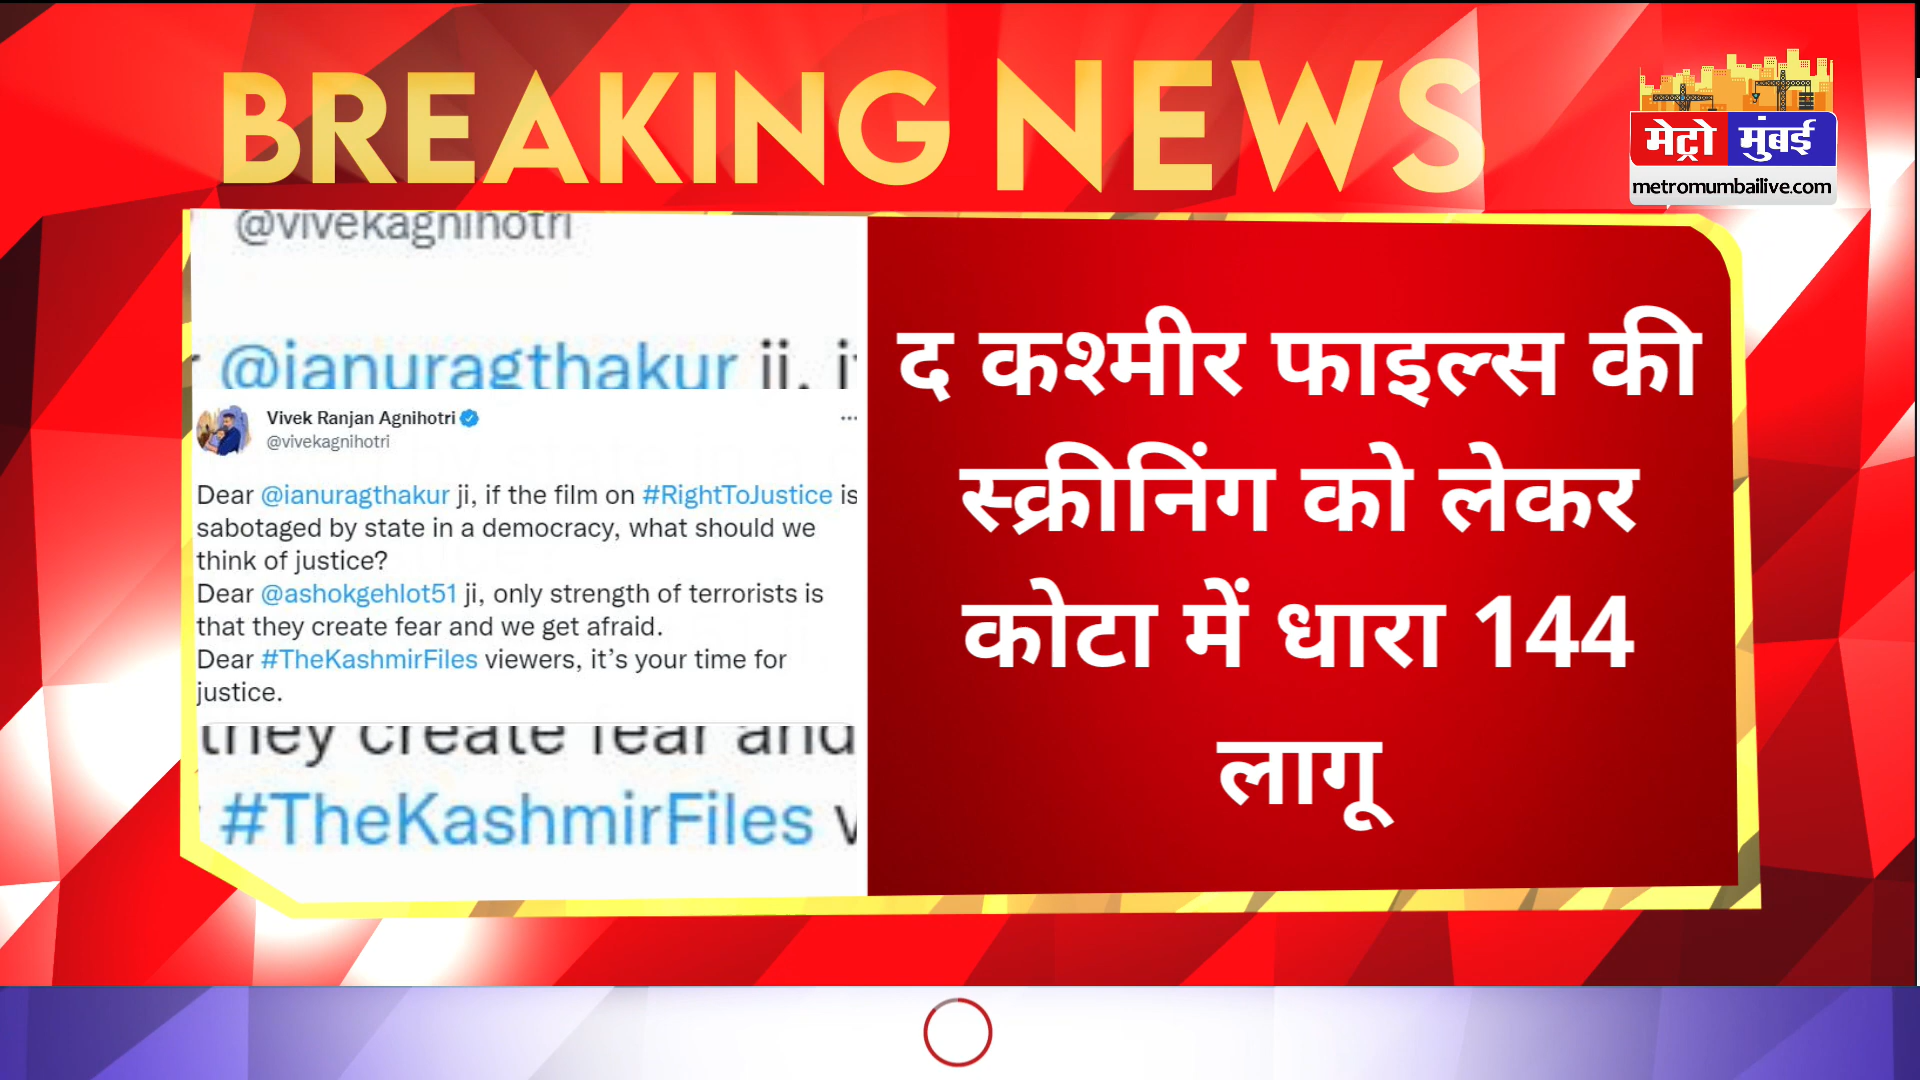 BREAKING NEWS
मेट्रो मुंबई
metromumbailive.com
@vivekagnihotri
@ianuragthakur ji, i
Vivek Ranjan Agnihotri
@vivekagnihotri
Dear @ianuragthakur ji, if the film on #RightToJustice is
sabotaged by state in a democracy, what should we
think of justice?
Dear @ashokgehlot51 ji, only strength of terrorists is
that they create fear and we get afraid.
Dear #TheKashmirFiles viewers, it’s your time for
justice.
they create fear and
#TheKashmirFiles v
द कश्मीर फाइल्स की
स्क्रीनिंग को लेकर
कोटा में धारा 144
लागू